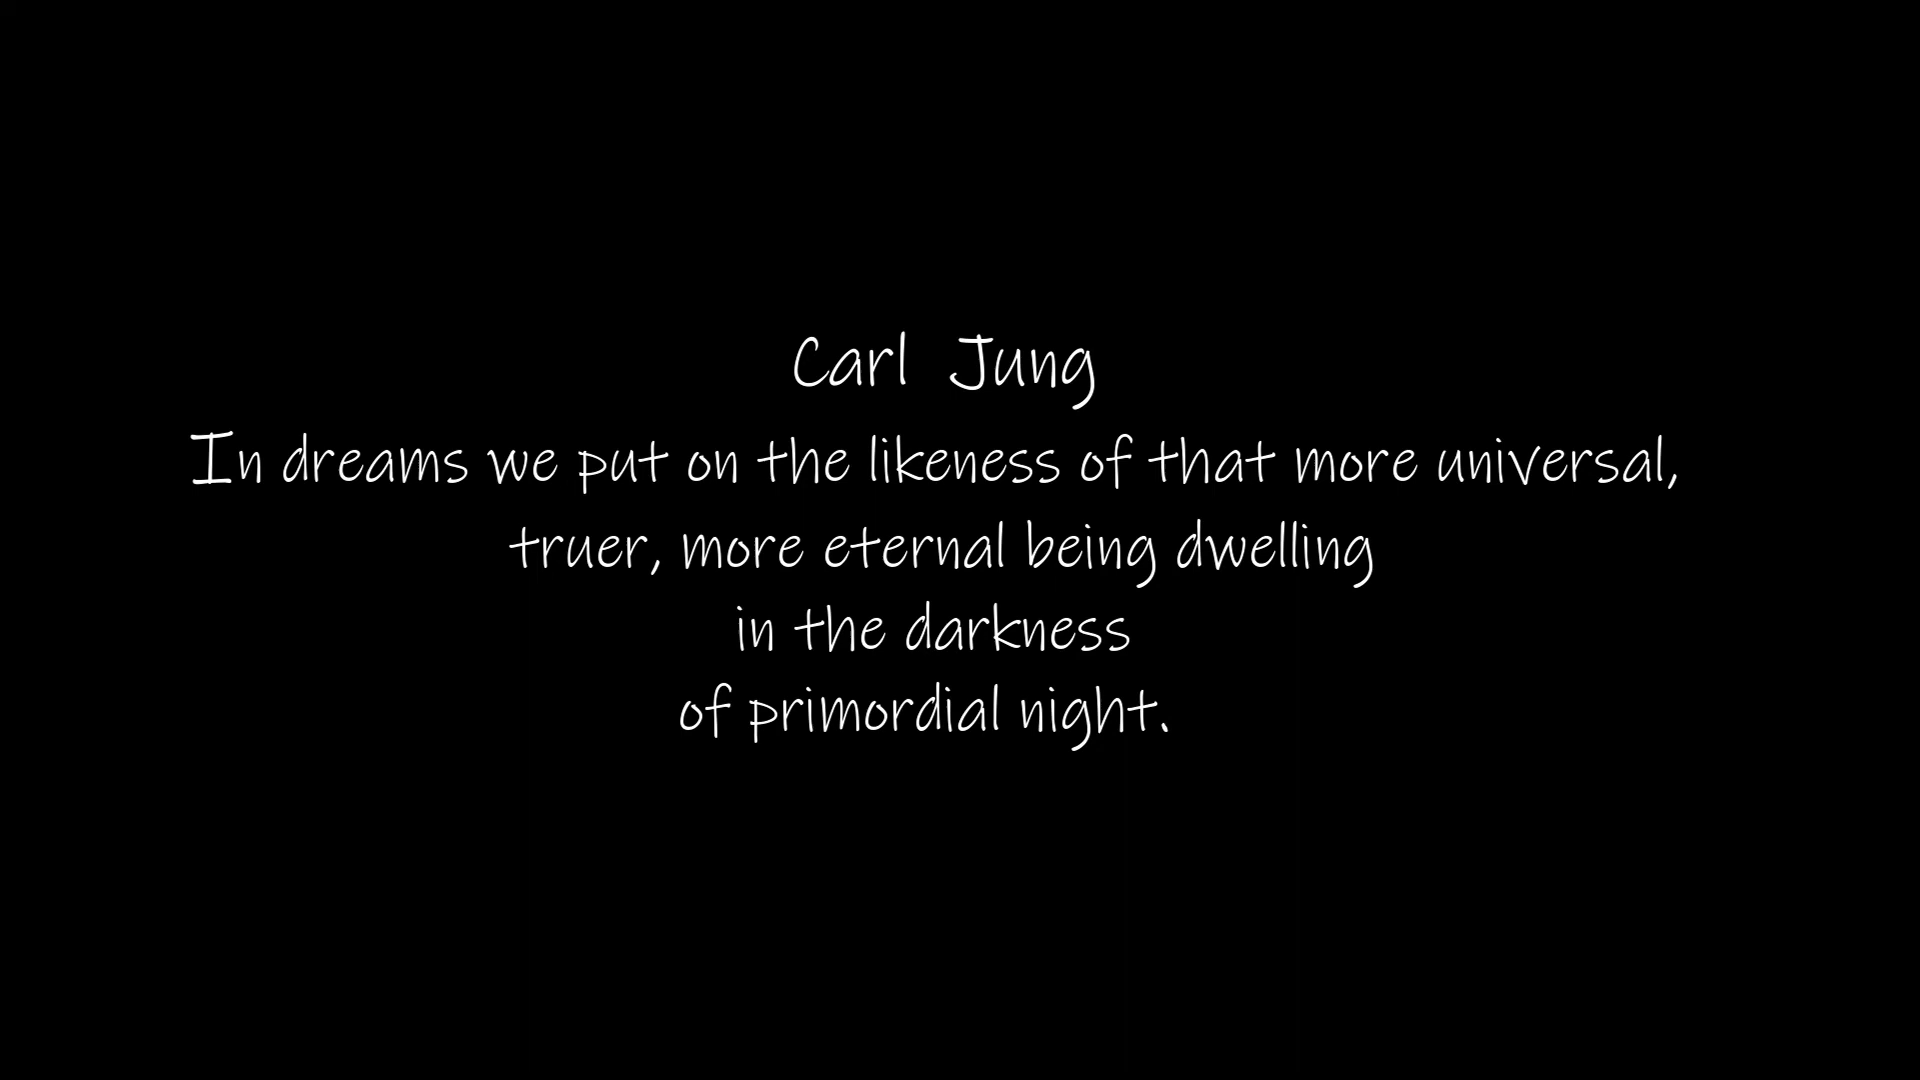 Carl Jung
In dreams we put on the likeness of that more universal,
truer, more eternal being dwelling
in the darkness
of primordial night.